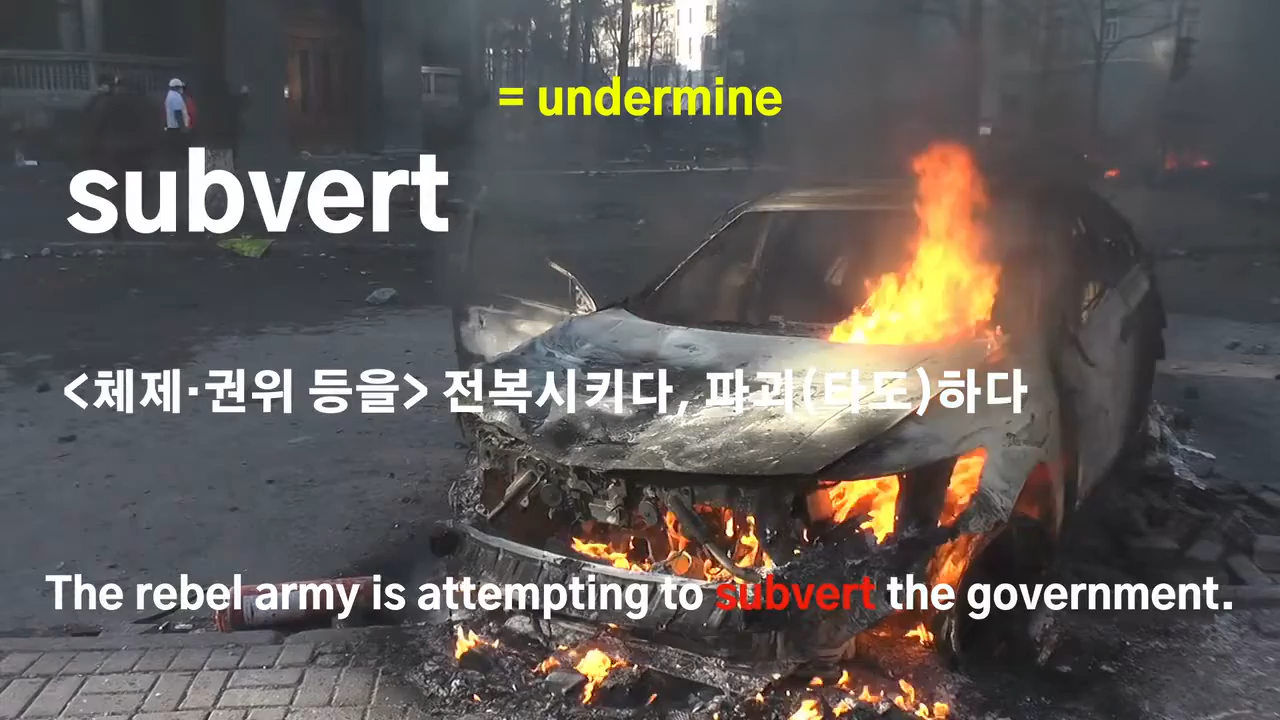 = undermine
subvert
<체제·권위 등을> 전복시키다, 파괴(타도)하다
The rebel army is attempting to subvert the government.